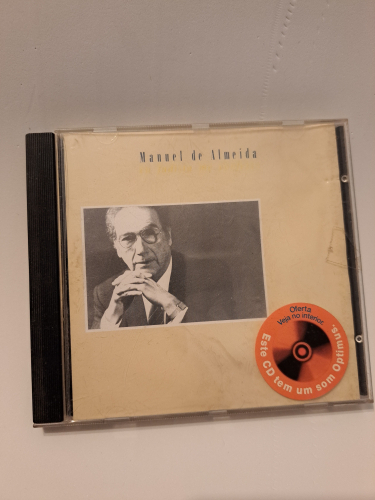 Manuel de Almeida
Oferta
Veja no interior.
Este CD tem um som Optimus.